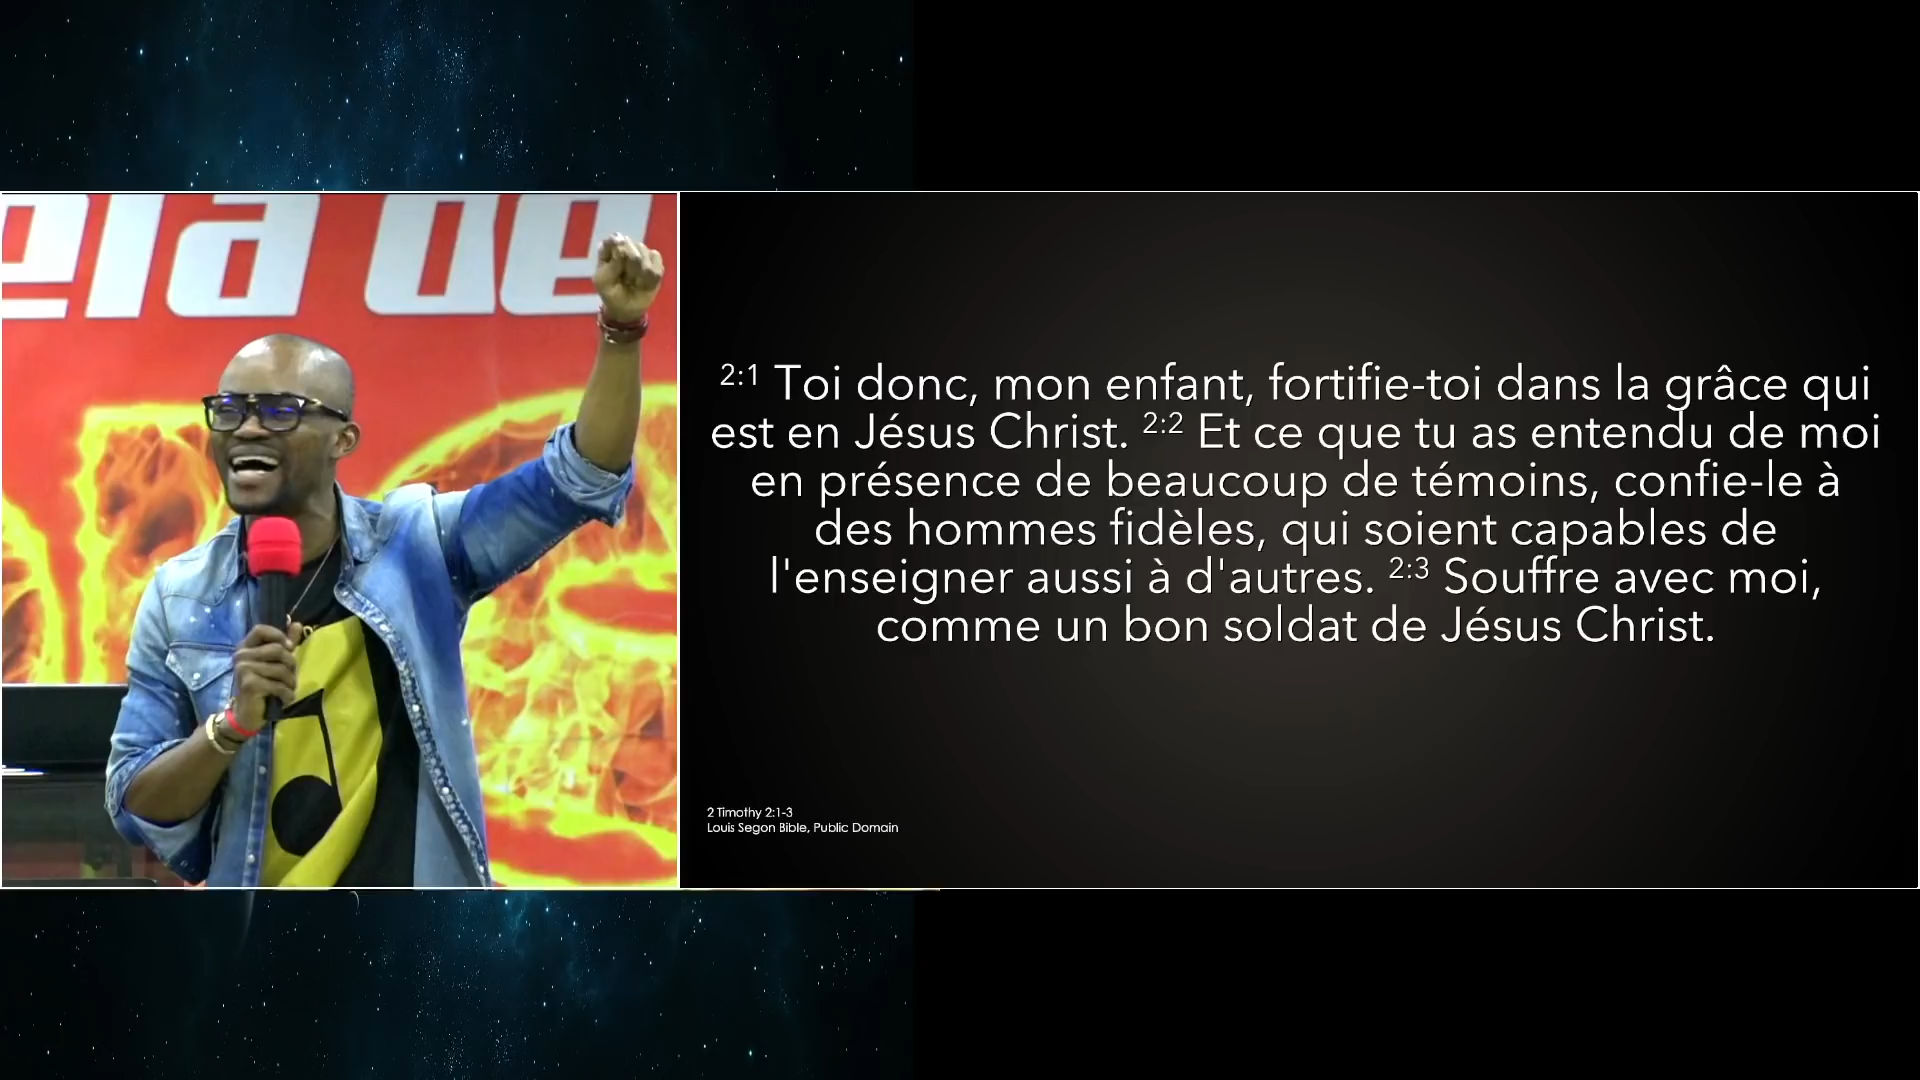 ela de
2:1 Toi donc, mon enfant, fortifie-toi dans la grâce qui
est en Jésus Christ. 2:2 Et ce que tu as entendu de moi
en présence de beaucoup de témoins, confie-le à
des hommes fidèles, qui soient capables de
l'enseigner aussi à d'autres. 2:3 Souffre avec moi,
comme un bon soldat de Jésus Christ.
2 Timothy 2:1-3
Louis Segon Bible, Public Domain